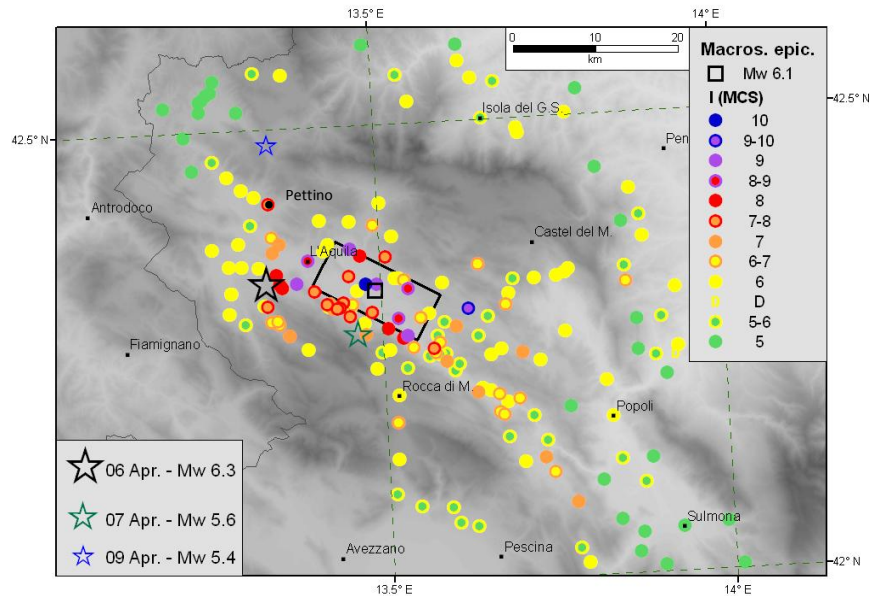 13.5°E
14° E
0
10
20
km
Macros. epic.
Mw 6.1
I (MCS)
10
9-10
9
8-9
8
7-8
7
6-7
6
D
5-6
5
42.5° N
42.5° N
Isola del G.S.
Pen
Antrodoco
Pettino
L'Aquila
Castel del M.
Fiamignano
Rocca di M.
Popoli
06 Apr. - Mw 6.3
07 Apr. - Mw 5.6
09 Apr. - Mw 5.4
Sulmona
Avezzano
Pescina
42° N
13.5°E
14° E